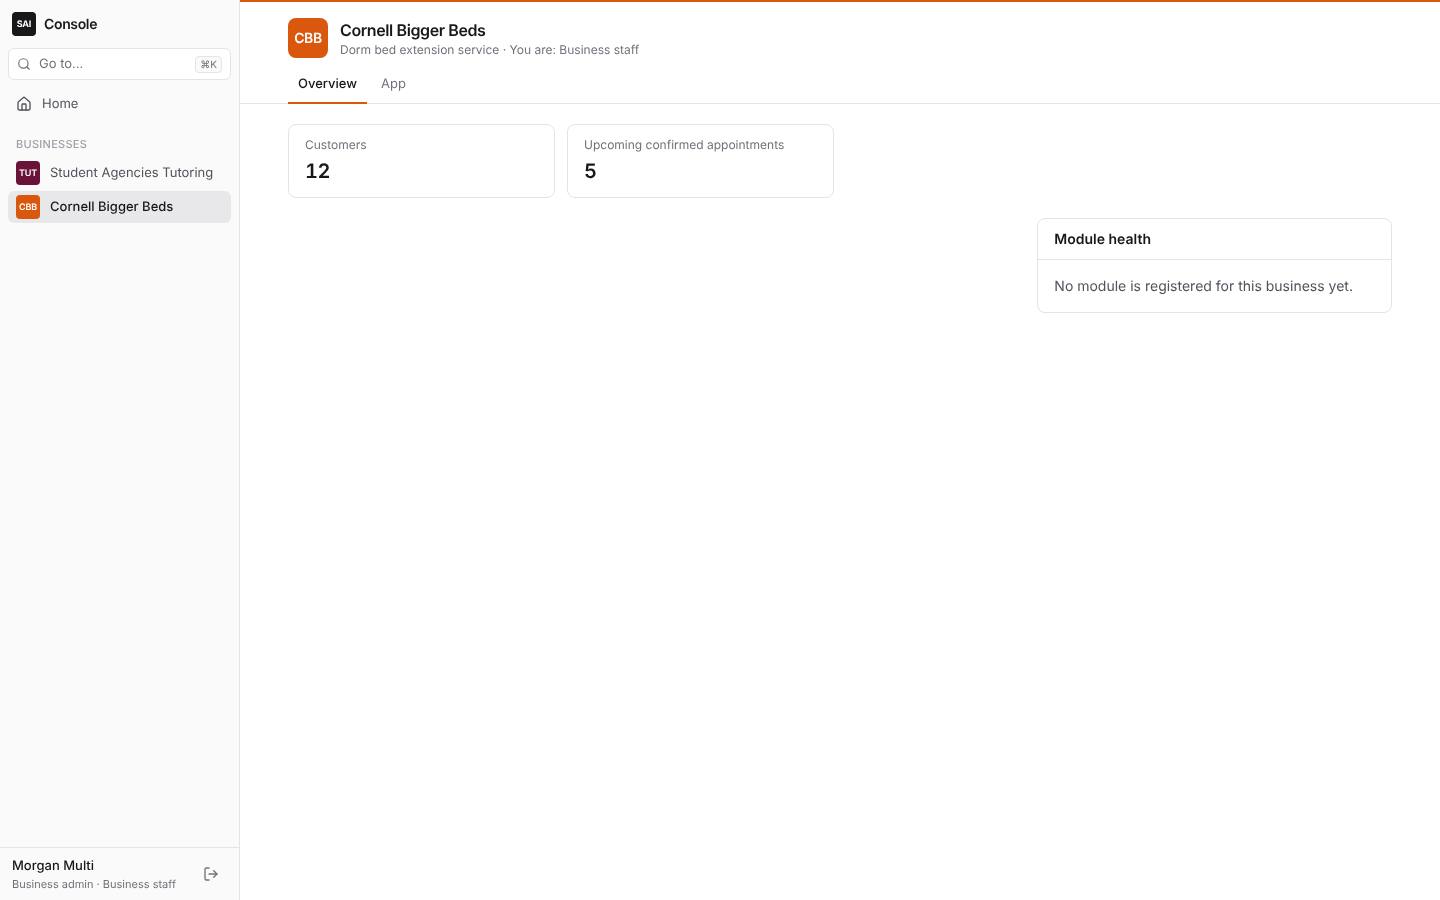 SAI Console
Go to... ⌘K
Home
BUSINESSES
TUT Student Agencies Tutoring
CBB Cornell Bigger Beds
Morgan Multi
Business admin · Business staff
CBB
Cornell Bigger Beds
Dorm bed extension service · You are: Business staff
Overview App
Customers
12
Upcoming confirmed appointments
5
Module health
No module is registered for this business yet.